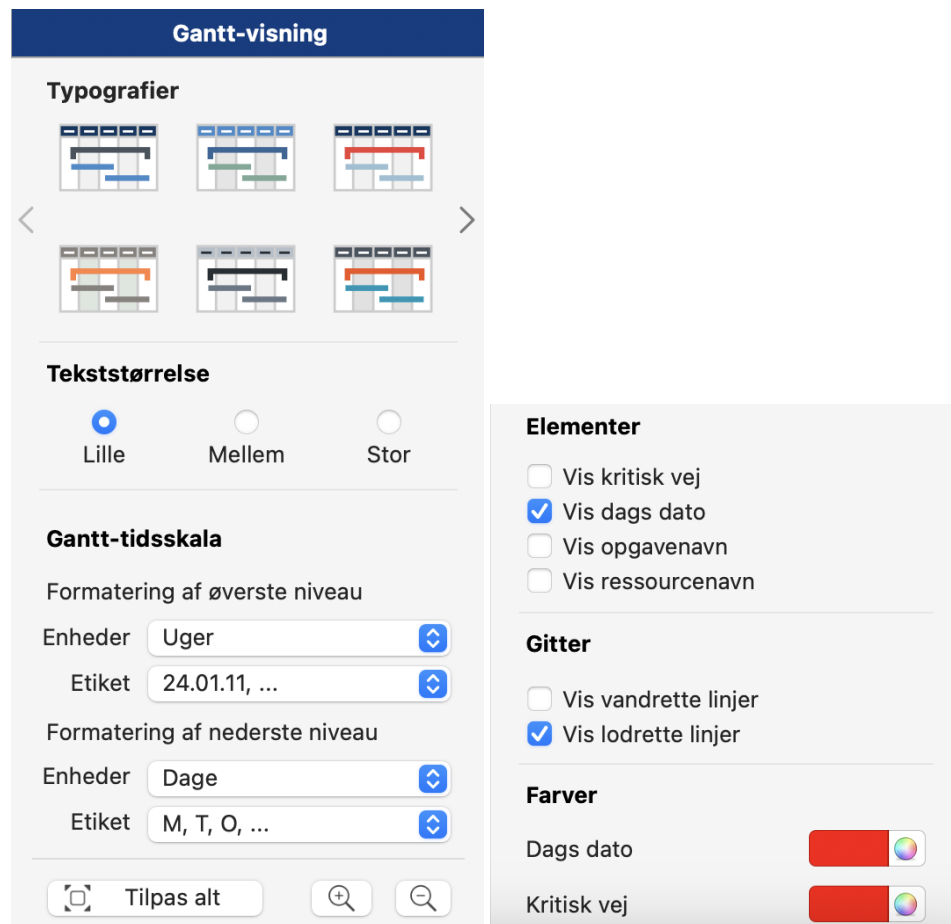 Gantt-visning
Typografier
Tekststørrelse
Lille Mellem Stor
Gantt-tidsskala
Formatering af øverste niveau
Enheder Uger
Etiket 24.01.11, ...
Formatering af nederste niveau
Enheder Dage
Etiket M, T, O, ...
Tilpas alt
Elementer
Vis kritisk vej
Vis dags dato
Vis opgavenavn
Vis ressourcenavn
Gitter
Vis vandrette linjer
Vis lodrette linjer
Farver
Dags dato
Kritisk vej